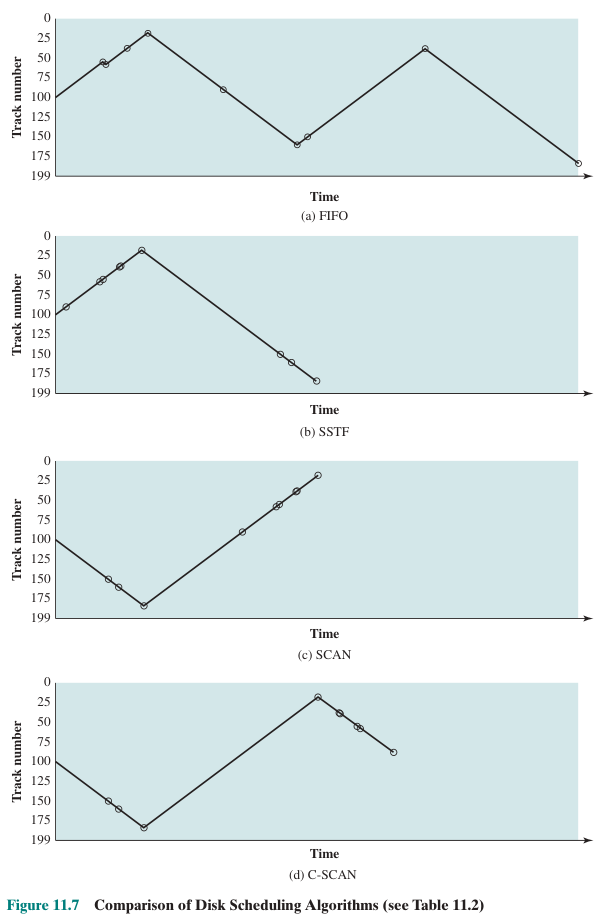 0
25
50
75
100
125
150
175
199
Track number
Time
(a) FIFO
0
25
50
75
100
125
150
175
199
Track number
Time
(b) SSTF
0
25
50
75
100
125
150
175
199
Track number
Time
(c) SCAN
0
25
50
75
100
125
150
175
199
Track number
Time
(d) C-SCAN
Figure 11.7 Comparison of Disk Scheduling Algorithms (see Table 11.2)